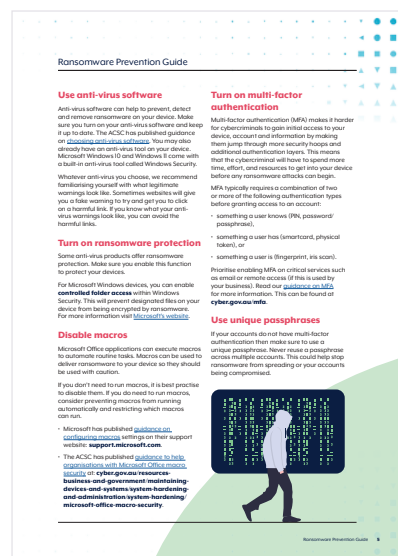 Ransomware Prevention Guide
Use anti-virus software
Anti-virus software can help to prevent, detect
and remove ransomware on your device. Make
sure you turn on your anti-virus software and keep
it up to date. The ACSC has published guidance
on choosing anti-virus software. You may also
already have an anti-virus tool on your device.
Microsoft Windows 10 and Windows 11 come with
a built-in anti-virus tool called Windows Security.
Whatever anti-virus you choose, we recommend
familiarising yourself with what legitimate
warnings look like. Sometimes websites will give
you a fake warning to try and get you to click
on a harmful link. If you know what your anti-
virus warnings look like, you can avoid the
harmful links.
Turn on ransomware protection
Some anti-virus products offer ransomware
protection. Make sure you enable this function
to protect your devices.
For Microsoft Windows devices, you can enable
controlled folder access within Windows
Security. This will prevent designated files on your
device from being encrypted by ransomware.
For more information visit Microsoft's website.
Disable macros
Microsoft Office applications can execute macros
to automate routine tasks. Macros can be used to
deliver ransomware to your device so they should
be used with caution.
If you don't need to run macros, it is best practise
to disable them. If you do need to run macros,
consider preventing macros from running
automatically and restricting which macros
can run.
• Microsoft has published guidance on
configuring macros settings on their support
website: support.microsoft.com.
• The ACSC has published guidance to help
organisations with Microsoft Office macro
security at: cyber.gov.au/resources-
business-and-government/maintaining-
devices-and-systems/system-hardening-
and-administration/system-hardening/
microsoft-office-macro-security.
Turn on multi-factor
authentication
Multi-factor authentication (MFA) makes it harder
for cybercriminals to gain initial access to your
device, account and information by making
them jump through more security hoops and
additional authentication layers. This means
that the cybercriminal will have to spend more
time, effort, and resources to get into your device
before any ransomware attacks can begin.
MFA typically requires a combination of two
or more of the following authentication types
before granting access to an account:
• something a user knows (PIN, password/
passphrase),
• something a user has (smartcard, physical
token), or
• something a user is (fingerprint, iris scan).
Prioritise enabling MFA on critical services such
as email or remote access (if this is used by
your business). Read our guidance on MFA
for more information. This can be found at
cyber.gov.au/mfa.
Use unique passphrases
If your accounts do not have multi-factor
authentication then make sure to use a
unique passphrase. Never reuse a passphrase
across multiple accounts. This could help stop
ransomware from spreading or your accounts
being compromised.
Ransomware Prevention Guide 5